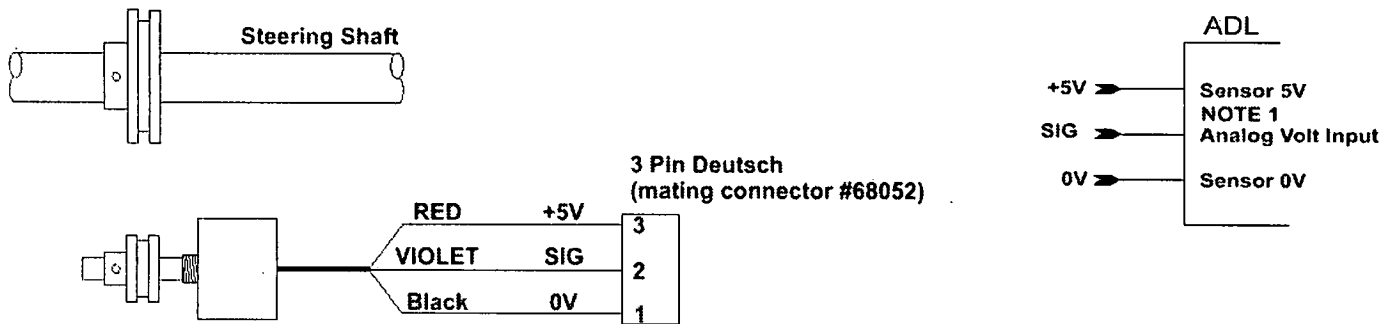 Steering Shaft
ADL
+5V Sensor 5V
NOTE 1
SIG Analog Volt Input
0V Sensor 0V
3 Pin Deutsch
(mating connector #68052)
RED +5V 3
VIOLET SIG 2
Black 0V 1